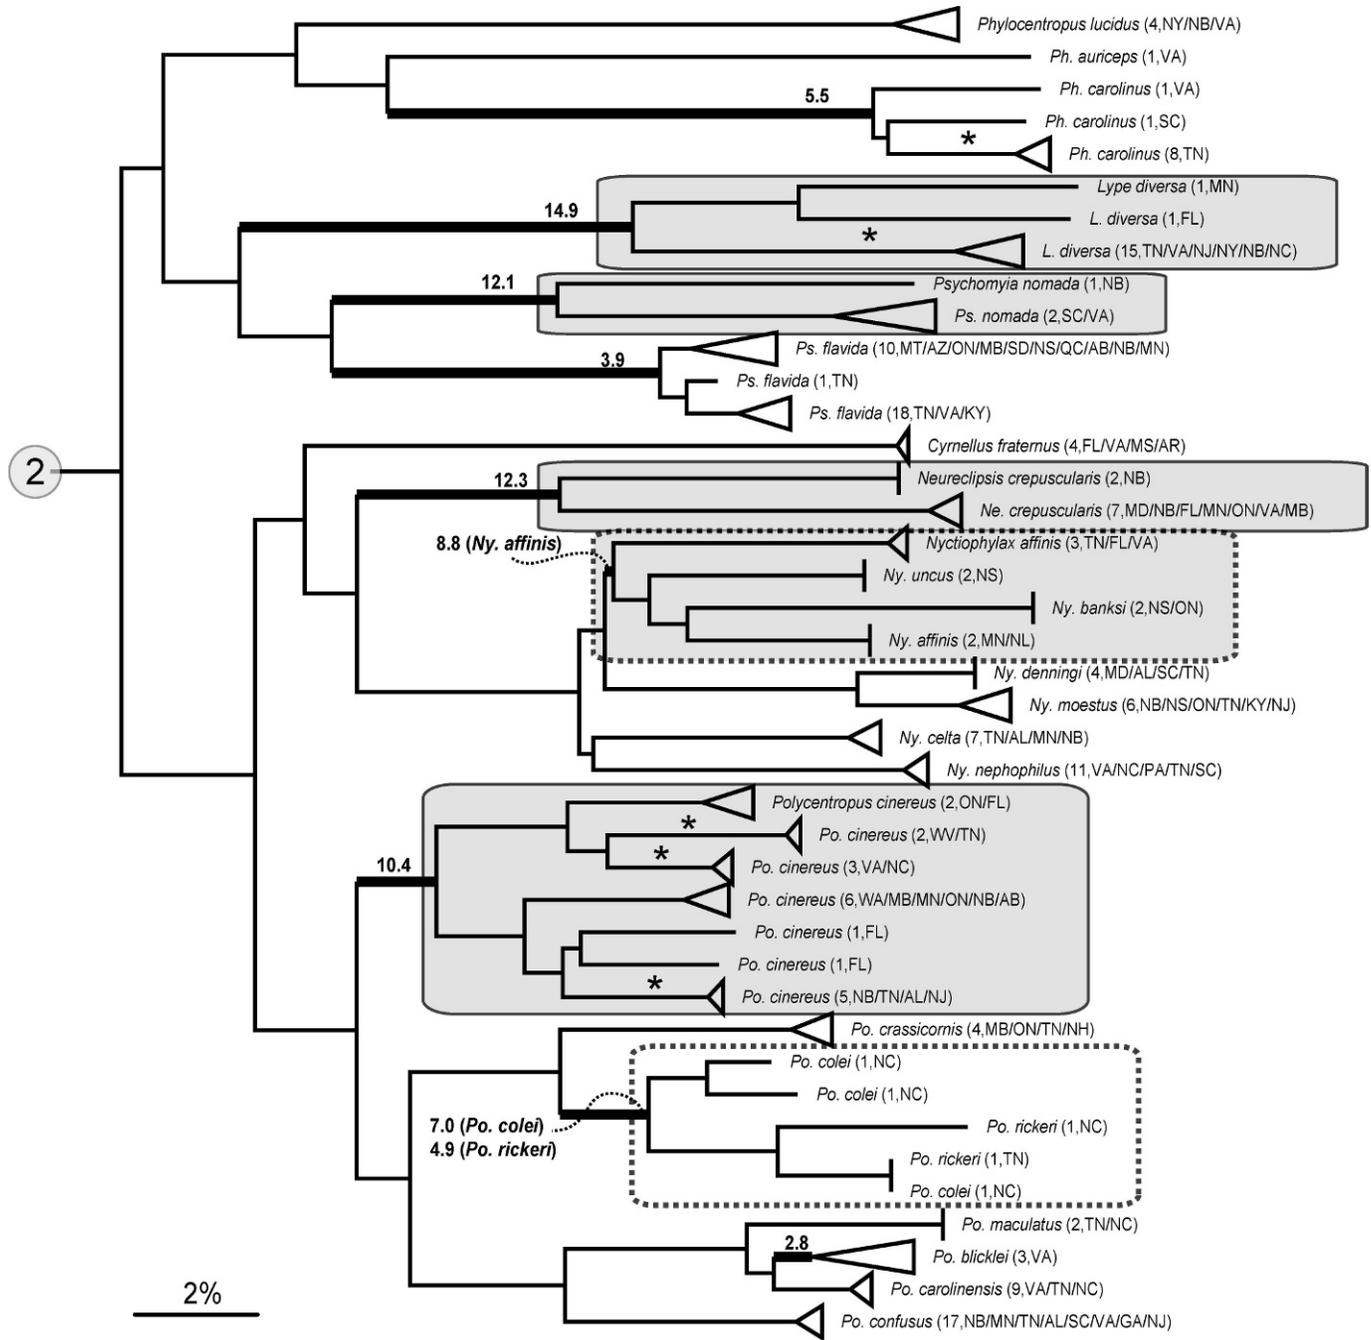 Phylocentropus lucidus (4,NY/NB/VA)
Ph. auriceps (1,VA)
5.5
Ph. carolinus (1,VA)
Ph. carolinus (1,SC)
*
Ph. carolinus (8,TN)
Lype diversa (1,MN)
14.9
L. diversa (1,FL)
*
L. diversa (15,TN/VA/NJ/NY/NB/NC)
12.1
Psychomyia nomada (1,NB)
Ps. nomada (2,SC/VA)
Ps. flavida (10,MT/AZ/ON/MB/SD/NS/QC/AB/NB/MN)
3.9
Ps. flavida (1,TN)
Ps. flavida (18,TN/VA/KY)
Cyrnellus fraternus (4,FL/VA/MS/AR)
2
12.3
Neureclipsis crepuscularis (2,NB)
Ne. crepuscularis (7,MD/NB/FL/MN/ON/VA/MB)
8.8 (Ny. affinis)
Nyctiophylax affinis (3,TN/FL/VA)
Ny. uncus (2,NS)
Ny. banksi (2,NS/ON)
Ny. affinis (2,MN/NL)
Ny. denningi (4,MD/AL/SC/TN)
Ny. moestus (6,NB/NS/ON/TN/KY/NJ)
Ny. celta (7,TN/AL/MN/NB)
Ny. nephophilus (11,VA/NC/PA/TN/SC)
Polycentropus cinereus (2,ON/FL)
*
Po. cinereus (2,WV/TN)
*
Po. cinereus (3,VA/NC)
10.4
Po. cinereus (6,WA/MB/MN/ON/NB/AB)
Po. cinereus (1,FL)
Po. cinereus (1,FL)
*
Po. cinereus (5,NB/TN/AL/NJ)
Po. crassicornis (4,MB/ON/TN/NH)
Po. colei (1,NC)
Po. colei (1,NC)
7.0 (Po. colei)
4.9 (Po. rickeri)
Po. rickeri (1,NC)
Po. rickeri (1,TN)
Po. colei (1,NC)
Po. maculatus (2,TN/NC)
2.8
Po. blicklei (3,VA)
Po. carolinensis (9,VA/TN/NC)
2%
Po. confusus (17,NB/MN/TN/AL/SC/VA/GA/NJ)